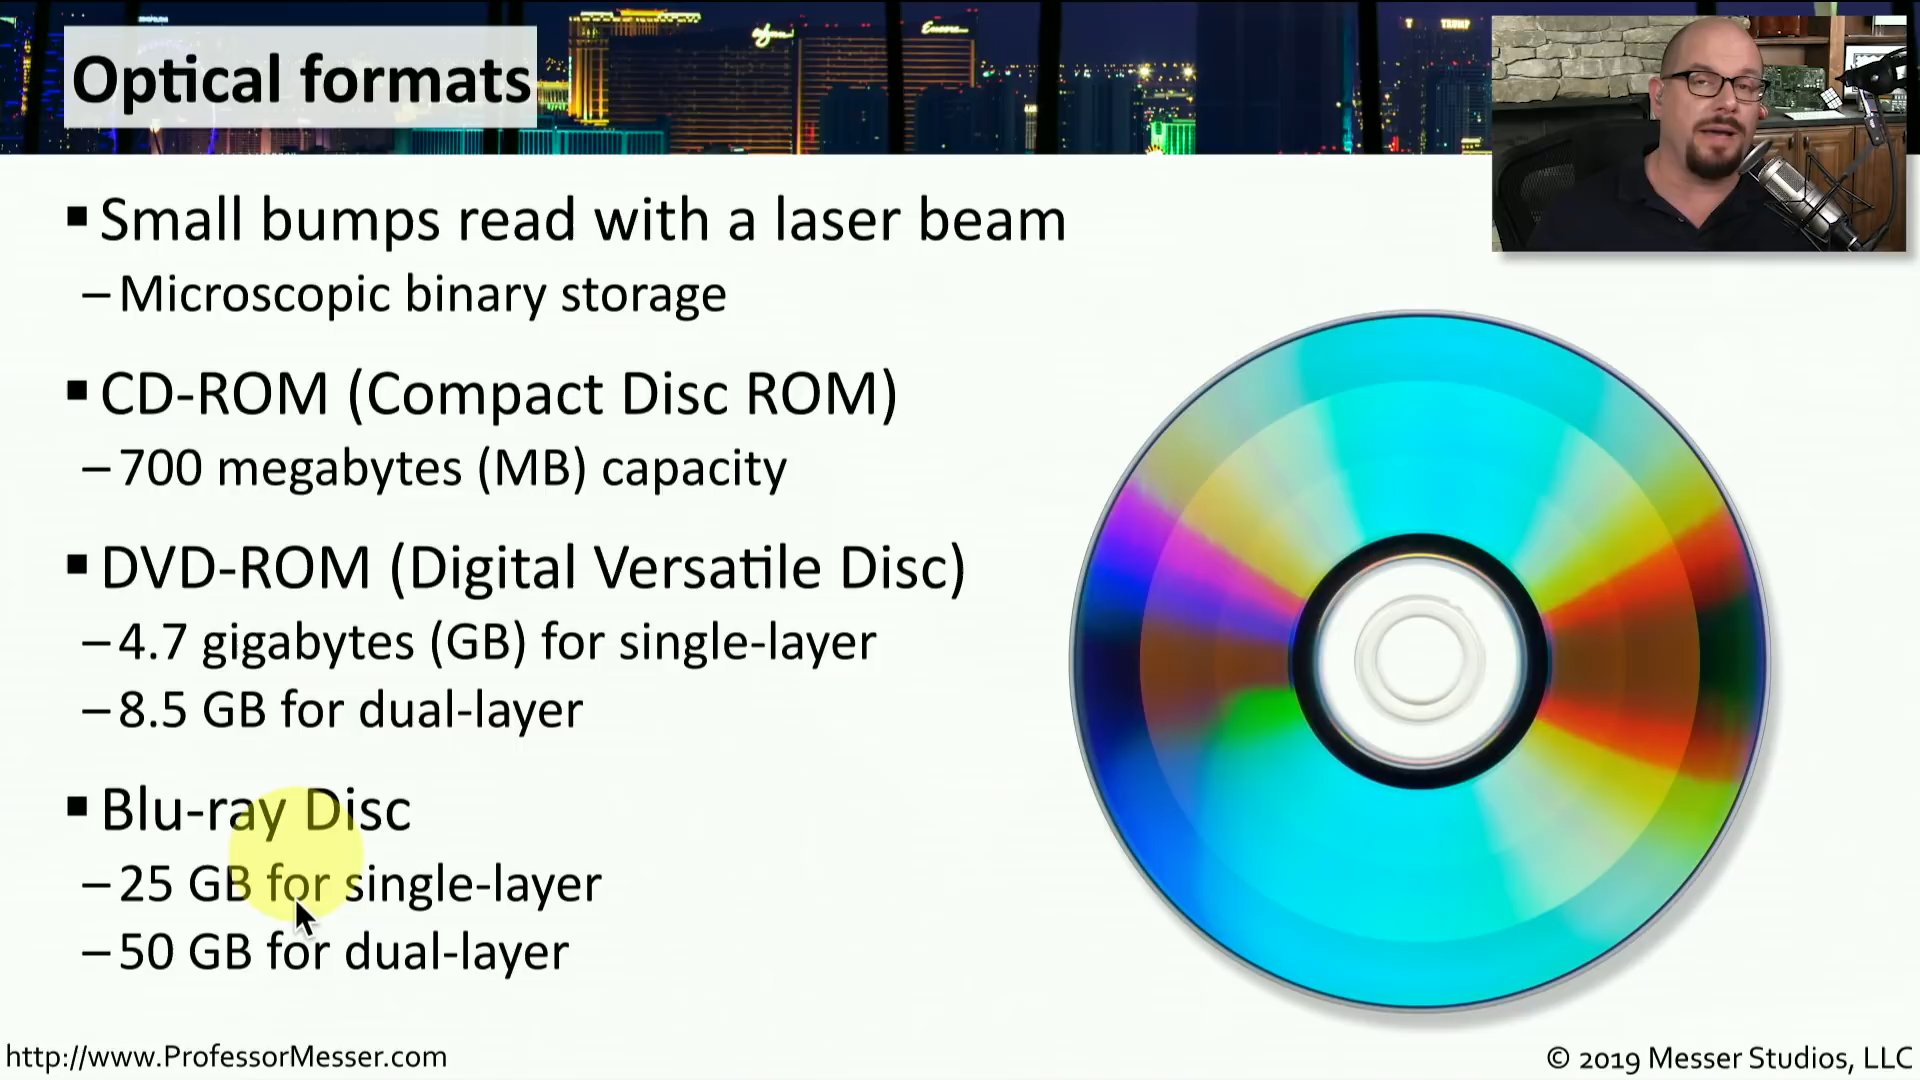 Optical formats
wynn
Encore
T TRUMP
▪ Small bumps read with a laser beam
– Microscopic binary storage
▪ CD-ROM (Compact Disc ROM)
– 700 megabytes (MB) capacity
▪ DVD-ROM (Digital Versatile Disc)
– 4.7 gigabytes (GB) for single-layer
– 8.5 GB for dual-layer
▪ Blu-ray Disc
– 25 GB for single-layer
– 50 GB for dual-layer
http://www.ProfessorMesser.com
© 2019 Messer Studios, LLC